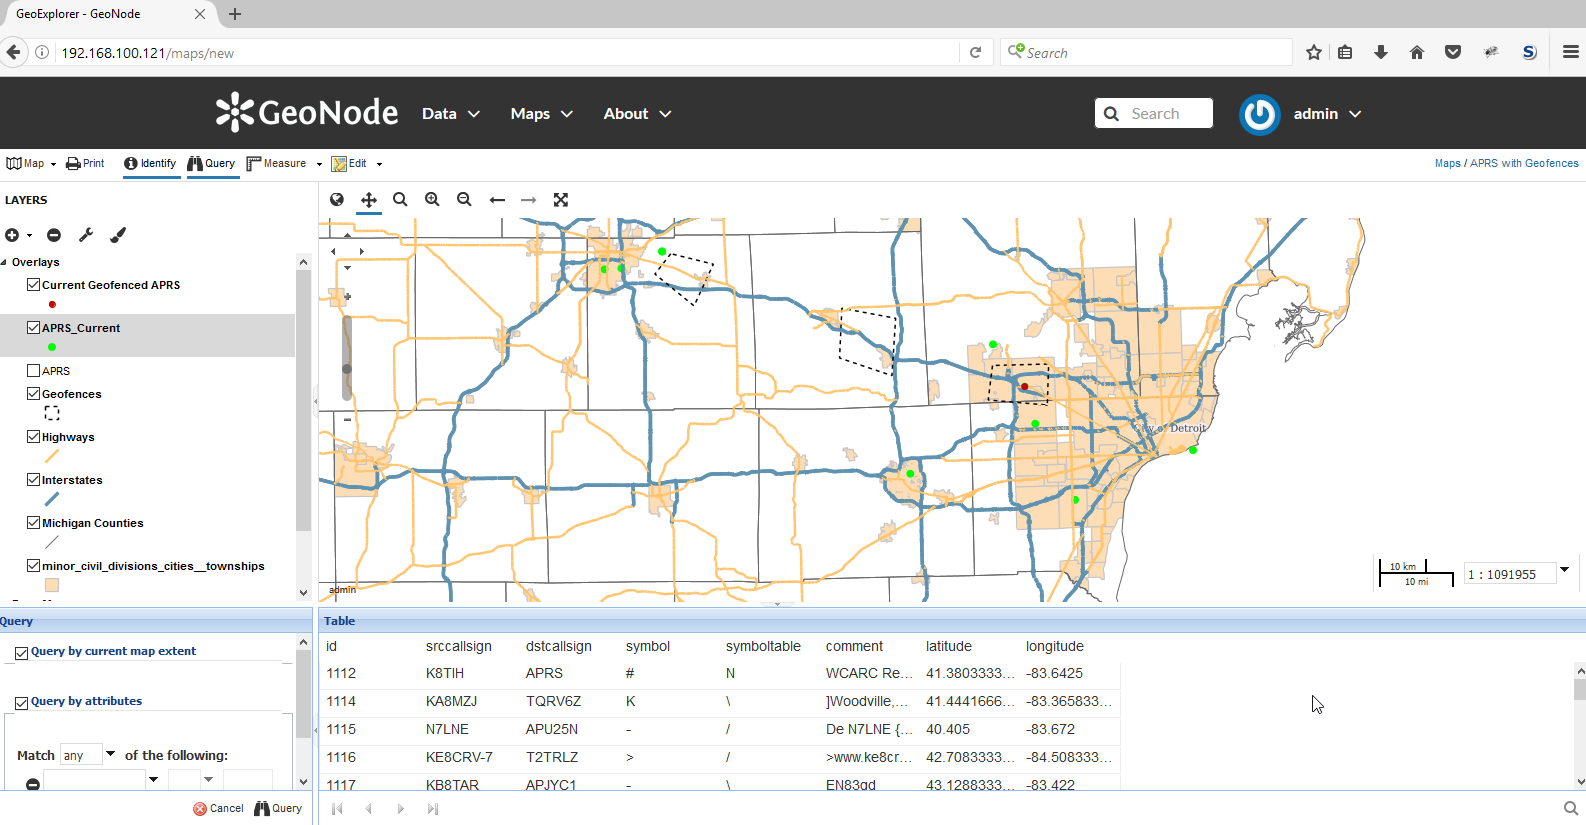 GeoExplorer - GeoNode
192.168.100.121/maps/new
Search
GeoNode
Data
Maps
About
Search
admin
Map
Print
Identify
Query
Measure
Edit
Maps / APRS with Geofences
LAYERS
Overlays
Current Geofenced APRS
APRS_Current
APRS
Geofences
Highways
Interstates
Michigan Counties
minor_civil_divisions_cities__townships
City of Detroit
admin
10 km
10 mi
1 : 1091955
Query
Query by current map extent
Query by attributes
Match any of the following:
Cancel
Query
Table
id srccallsign dstcallsign symbol symboltable comment latitude longitude
1112 K8TIH APRS # N WCARC Re... 41.3803333... -83.6425
1114 KA8MZJ TQRV6Z K \ ]Woodville,... 41.4441666... -83.365833...
1115 N7LNE APU25N - / De N7LNE {... 40.405 -83.672
1116 KE8CRV-7 T2TRLZ > / >www.ke8cr... 42.7083333... -84.508333...
1117 KB8TAR APJYC1 - \ EN83gd 43.1288333... -83.422